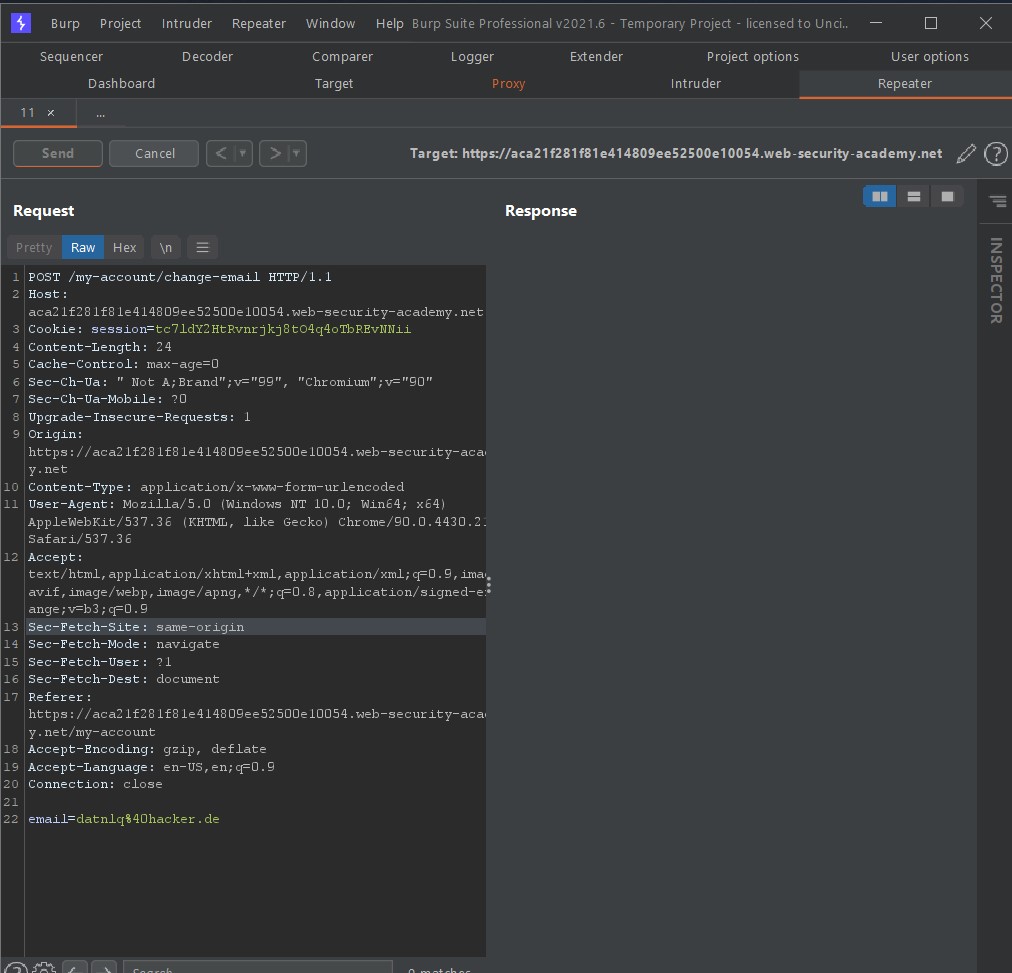 Burp Project Intruder Repeater Window Help Burp Suite Professional v2021.6 - Temporary Project - licensed to Unci..
Sequencer Decoder Comparer Logger Extender Project options User options
Dashboard Target Proxy Intruder Repeater
11 × ...
Send Cancel < > Target: https://aca21f281f81e414809ee52500e10054.web-security-academy.net ?
Request Response
Pretty Raw Hex \n
INSPECTOR
1 POST /my-account/change-email HTTP/1.1
2 Host:
aca21f281f81e414809ee52500e10054.web-security-academy.net
3 Cookie: session=tc7ldY2HtRvnrjkj8tO4q4oTbREvNNii
4 Content-Length: 24
5 Cache-Control: max-age=0
6 Sec-Ch-Ua: " Not A;Brand";v="99", "Chromium";v="90"
7 Sec-Ch-Ua-Mobile: ?0
8 Upgrade-Insecure-Requests: 1
9 Origin:
https://aca21f281f81e414809ee52500e10054.web-security-aca
y.net
10 Content-Type: application/x-www-form-urlencoded
11 User-Agent: Mozilla/5.0 (Windows NT 10.0; Win64; x64)
AppleWebKit/537.36 (KHTML, like Gecko) Chrome/90.0.4430.21
Safari/537.36
12 Accept:
text/html,application/xhtml+xml,application/xml;q=0.9,ima
avif,image/webp,image/apng,*/*;q=0.8,application/signed-e
ange;v=b3;q=0.9
13 Sec-Fetch-Site: same-origin
14 Sec-Fetch-Mode: navigate
15 Sec-Fetch-User: ?1
16 Sec-Fetch-Dest: document
17 Referer:
https://aca21f281f81e414809ee52500e10054.web-security-aca
y.net/my-account
18 Accept-Encoding: gzip, deflate
19 Accept-Language: en-US,en;q=0.9
20 Connection: close
21
22 email=datnlq%40hacker.de
? Search... 0 matches